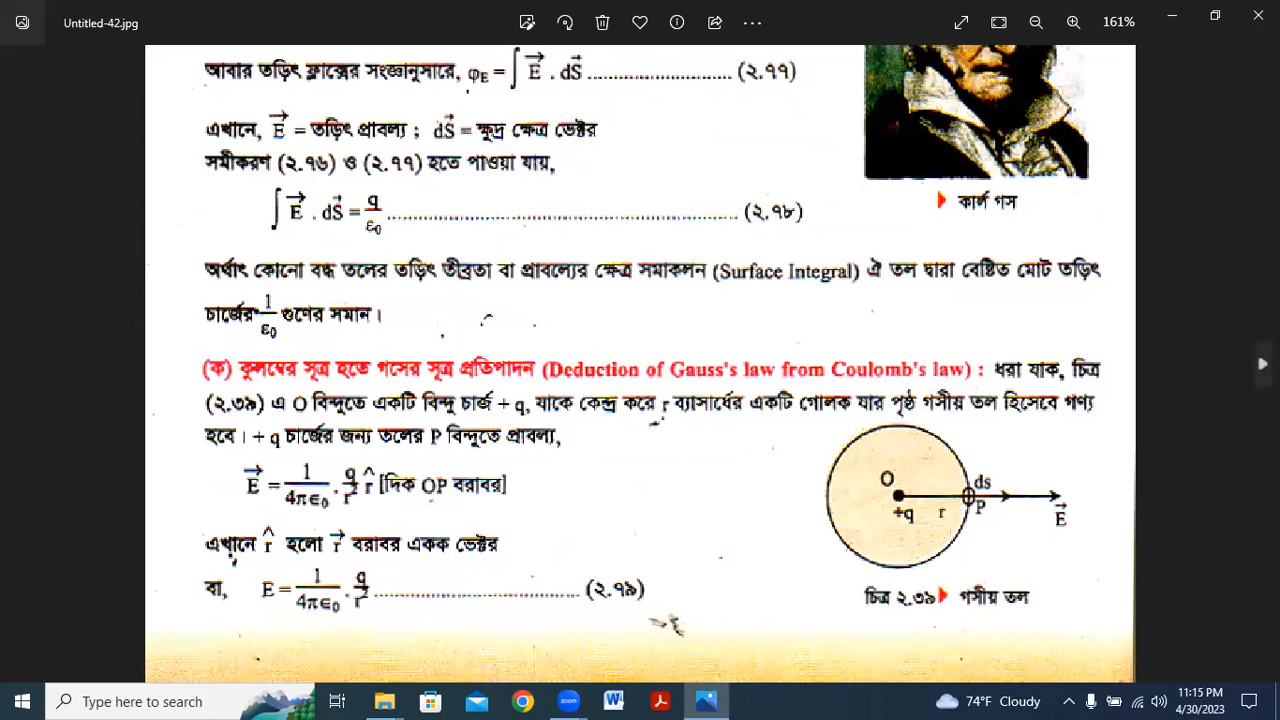 Untitled-42.jpg
161%
আবার তড়িৎ ফ্লাক্সের সংজ্ঞানুসারে, φE = ∫ E⃗ . dS⃗ ................................ (২.৭৭)
এখানে, E⃗ = তড়িৎ প্রাবল্য ; dS⃗ = ক্ষুদ্র ক্ষেত্র ভেক্টর
সমীকরণ (২.৭৬) ও (২.৭৭) হতে পাওয়া যায়,
∫ E⃗ . dS⃗ = q/ε₀ ................................ (২.৭৮)
কার্ল গস
অর্থাৎ কোনো বদ্ধ তলের তড়িৎ তীব্রতা বা প্রাবল্যের ক্ষেত্র সমাকলন (Surface Integral) ঐ তল দ্বারা বেষ্টিত মোট তড়িৎ
চার্জের 1/ε₀ গুণের সমান।
(ক) কুলম্বের সূত্র হতে গসের সূত্র প্রতিপাদন (Deduction of Gauss's law from Coulomb's law) : ধরা যাক, চিত্র
(২.৩৯) এ O বিন্দুতে একটি বিন্দু চার্জ + q, যাকে কেন্দ্র করে r ব্যাসার্ধের একটি গোলক যার পৃষ্ঠ গসীয় তল হিসেবে গণ্য
হবে। + q চার্জের জন্য তলের P বিন্দুতে প্রাবল্য,
E⃗ = 1/4π∈₀ . q/r² r̂ [দিক OP বরাবর]
এখানে r̂ হলো r⃗ বরাবর একক ভেক্টর
বা, E = 1/4π∈₀ . q/r² ................................ (২.৭৯)
O
+q
r
ds
P
E⃗
চিত্র ২.৩৯ গসীয় তল
Type here to search
74°F Cloudy
11:15 PM
4/30/2023